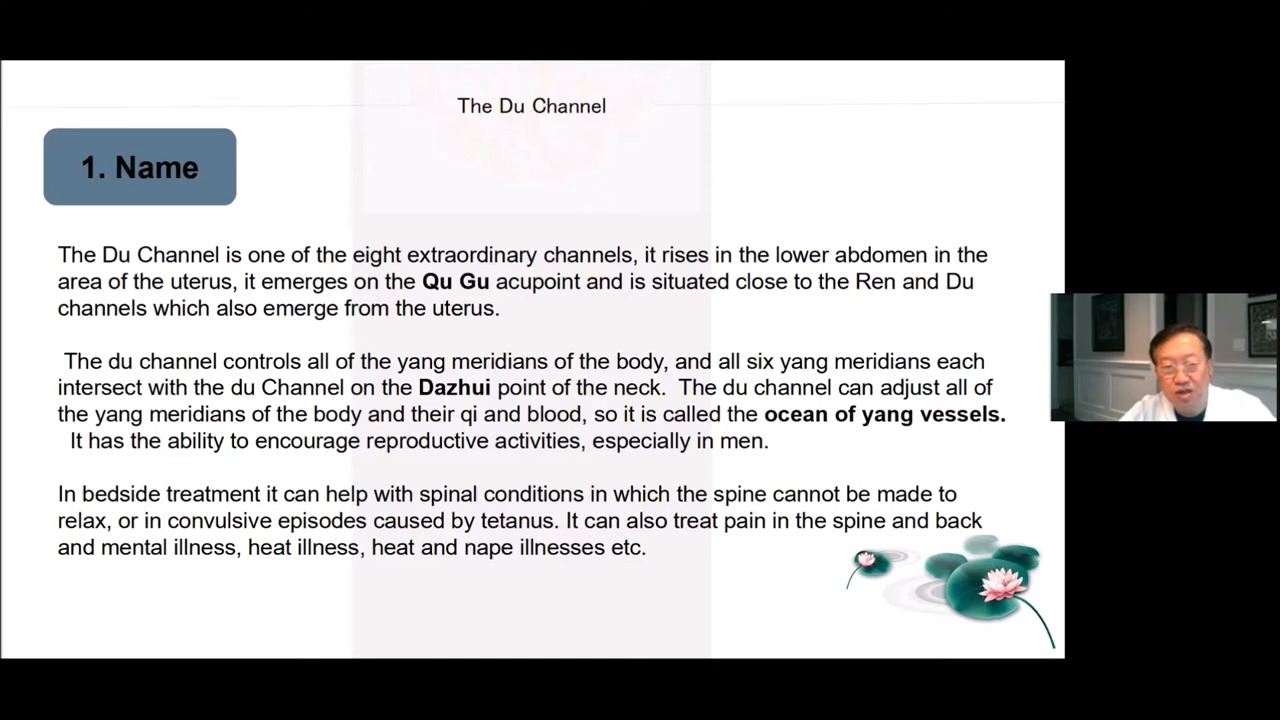 The Du Channel
1. Name
The Du Channel is one of the eight extraordinary channels, it rises in the lower abdomen in the
area of the uterus, it emerges on the Qu Gu acupoint and is situated close to the Ren and Du
channels which also emerge from the uterus.
The du channel controls all of the yang meridians of the body, and all six yang meridians each
intersect with the du Channel on the Dazhui point of the neck. The du channel can adjust all of
the yang meridians of the body and their qi and blood, so it is called the ocean of yang vessels.
It has the ability to encourage reproductive activities, especially in men.
In bedside treatment it can help with spinal conditions in which the spine cannot be made to
relax, or in convulsive episodes caused by tetanus. It can also treat pain in the spine and back
and mental illness, heat illness, heat and nape illnesses etc.